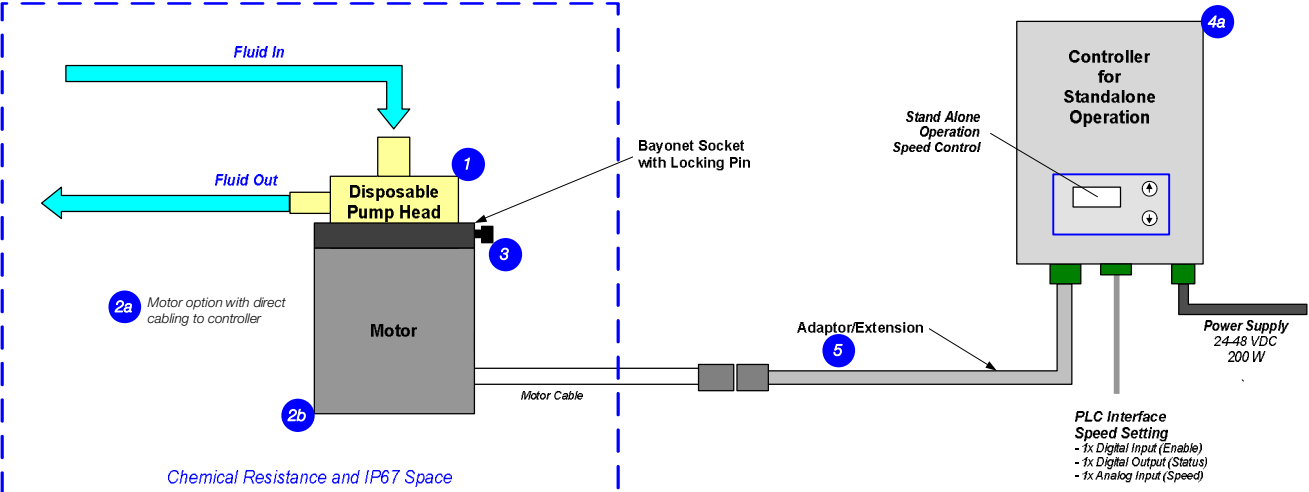 Fluid In
Fluid Out
1
Disposable
Pump Head
Bayonet Socket
with Locking Pin
3
2a
Motor option with direct
cabling to controller
Motor
2b
Motor Cable
Chemical Resistance and IP67 Space
Adaptor/Extension
5
4a
Controller
for
Standalone
Operation
Stand Alone
Operation
Speed Control
Power Supply
24-48 VDC
200 W
PLC Interface
Speed Setting
- 1x Digital Input (Enable)
- 1x Digital Output (Status)
- 1x Analog Input (Speed)